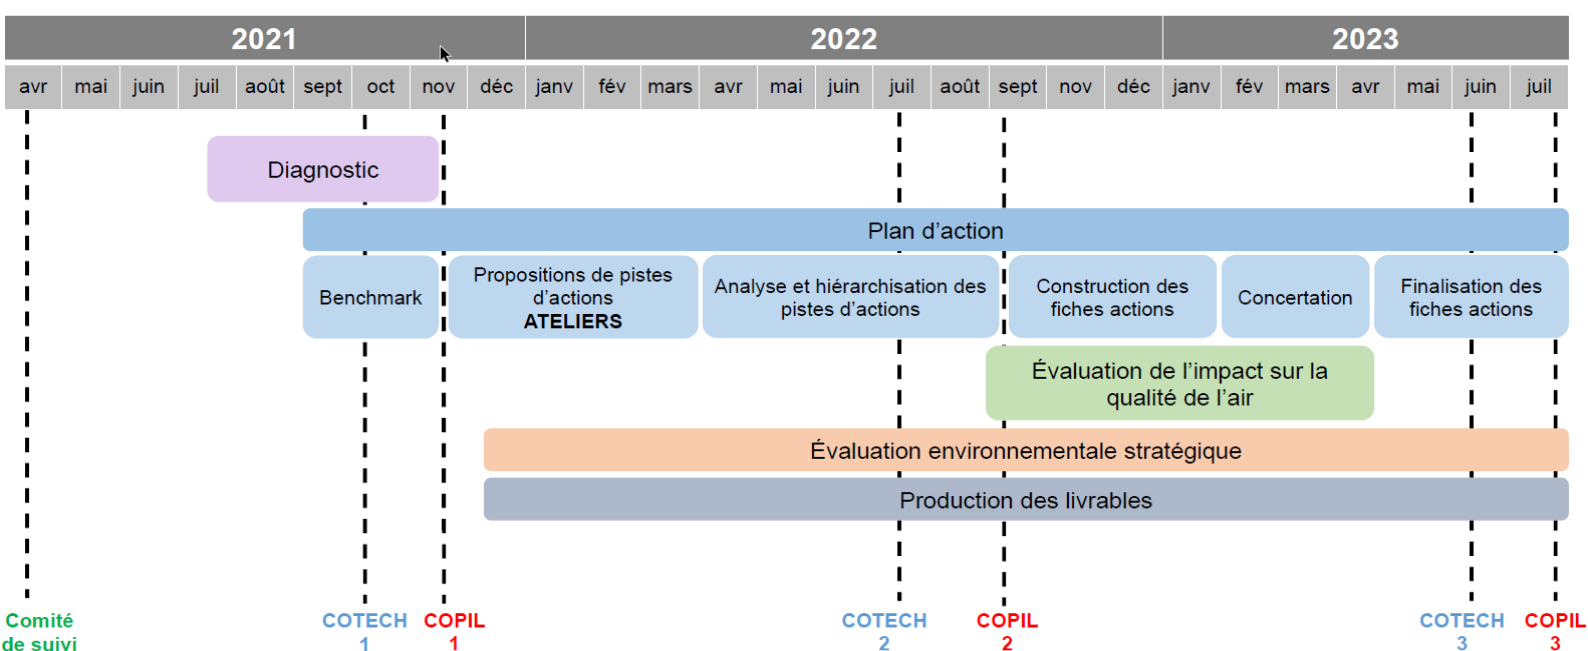 2021 2022 2023
avr mai juin juil août sept oct nov déc janv fév mars avr mai juin juil août sept nov déc janv fév mars avr mai juin juil
Diagnostic
Plan d’action
Benchmark
Propositions de pistes
d’actions
ATELIERS
Analyse et hiérarchisation des
pistes d’actions
Construction des
fiches actions
Concertation
Finalisation des
fiches actions
Évaluation de l’impact sur la
qualité de l’air
Évaluation environnementale stratégique
Production des livrables
Comité
de suivi
COTECH
1
COPIL
1
COTECH
2
COPIL
2
COTECH
3
COPIL
3